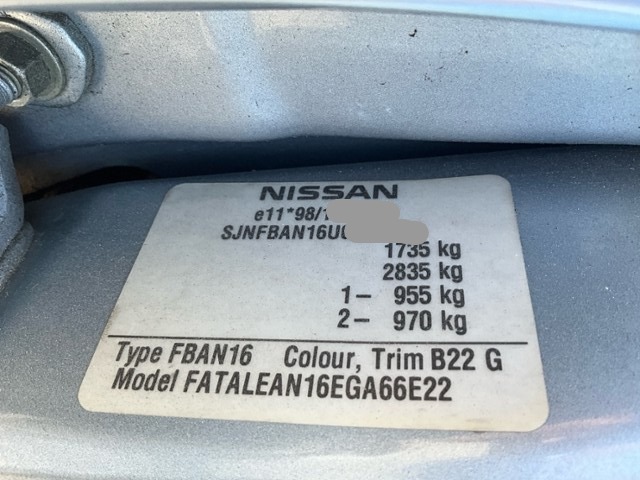 NISSAN
e11*98/1
SJNFBAN16U
1735 kg
2835 kg
1– 955 kg
2– 970 kg
Type FBAN16 Colour, Trim B22 G
Model FATALEAN16EGA66E22